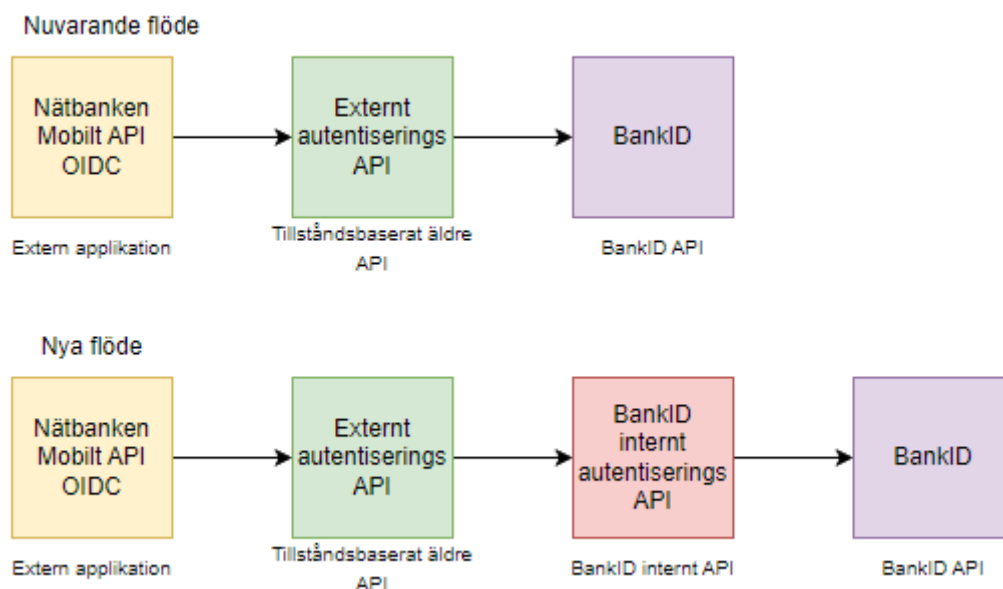 Nuvarande flöde
Nätbanken
Mobilt API
OIDC
Externt
autentiserings
API
BankID
Extern applikation
Tillståndsbaserat äldre
API
BankID API
Nya flöde
Nätbanken
Mobilt API
OIDC
Externt
autentiserings
API
BankID
internt
autentiserings
API
BankID
Extern applikation
Tillståndsbaserat äldre
API
BankID internt API
BankID API